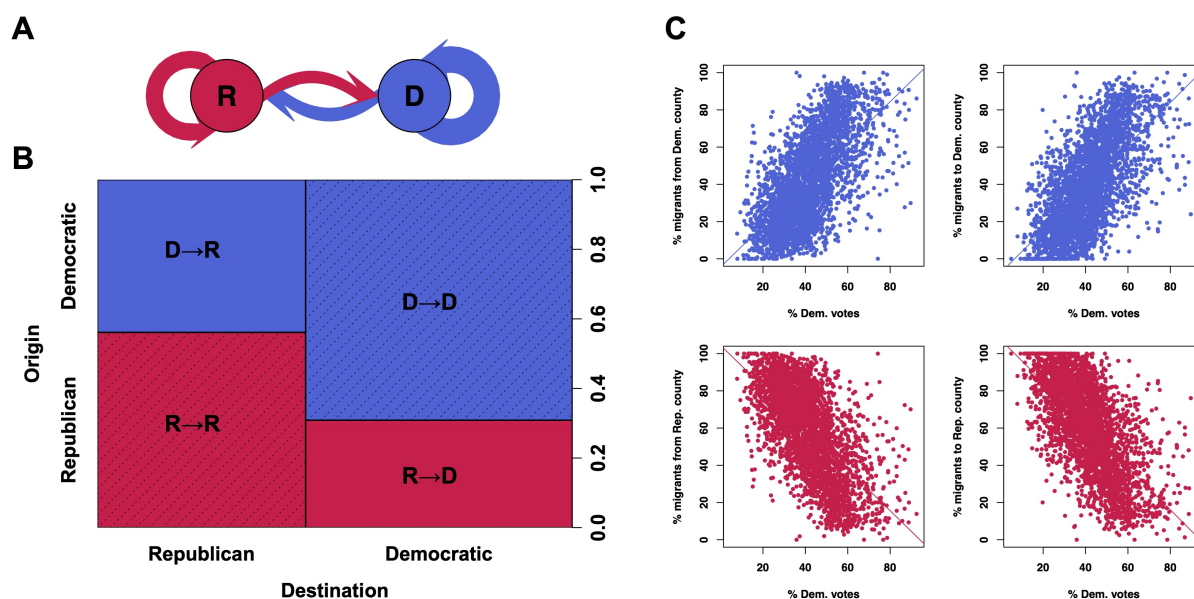 A
R
D
B
Origin
Democratic
Republican
D→R
D→D
R→R
R→D
0.0 0.2 0.4 0.6 0.8 1.0
Republican Democratic
Destination
C
% migrants from Dem. county
0 20 40 60 80 100
20 40 60 80
% Dem. votes
% migrants to Dem. county
0 20 40 60 80 100
20 40 60 80
% Dem. votes
% migrants from Rep. county
0 20 40 60 80 100
20 40 60 80
% Dem. votes
% migrants to Rep. county
0 20 40 60 80 100
20 40 60 80
% Dem. votes